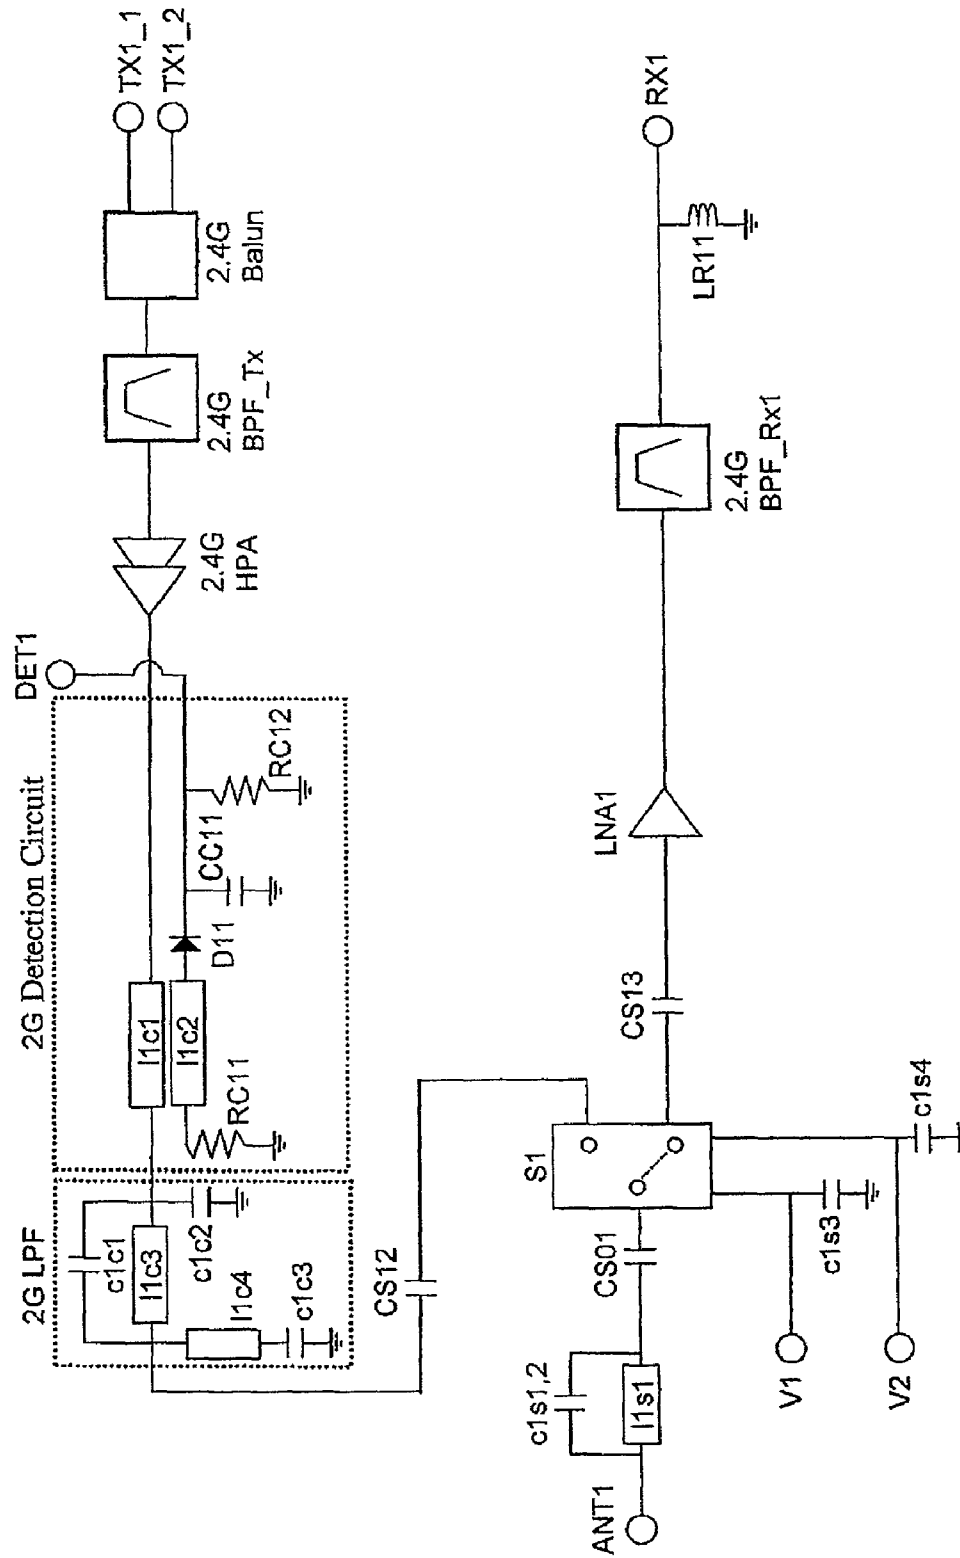 2G LPF
2G Detection Circuit
DET1
TX1_1
TX1_2
c1c1
l1c3
c1c2
l1c4
c1c3
l1c1
l1c2
RC11
D11
CC11
RC12
2.4G
HPA
2.4G
BPF_Tx
2.4G
Balun
CS12
ANT1
c1s1,2
l1s1
CS01
S1
CS13
LNA1
2.4G
BPF_Rx1
LR11
RX1
V1
c1s3
V2
c1s4